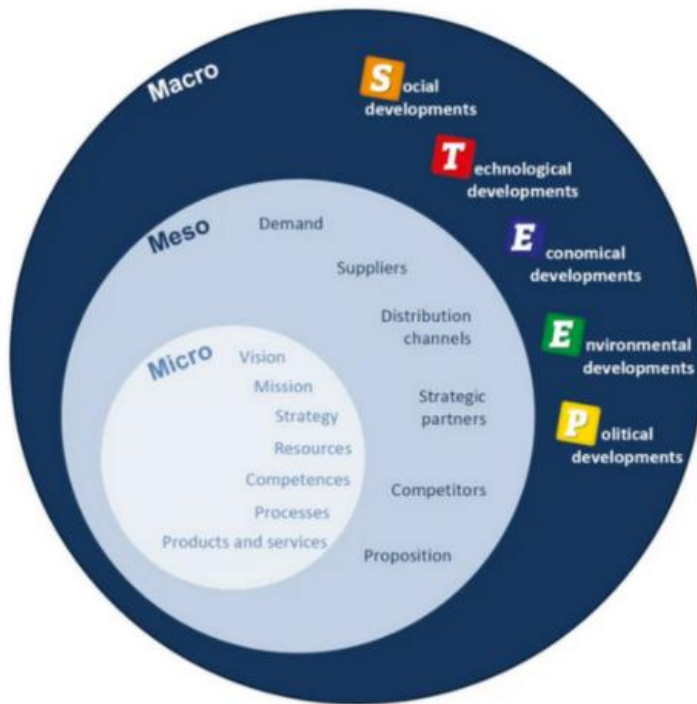 Macro
Social
developments
Technological
developments
Economical
developments
Environmental
developments
Political
developments
Meso
Demand
Suppliers
Distribution
channels
Strategic
partners
Competitors
Proposition
Micro
Vision
Mission
Strategy
Resources
Competences
Processes
Products and services